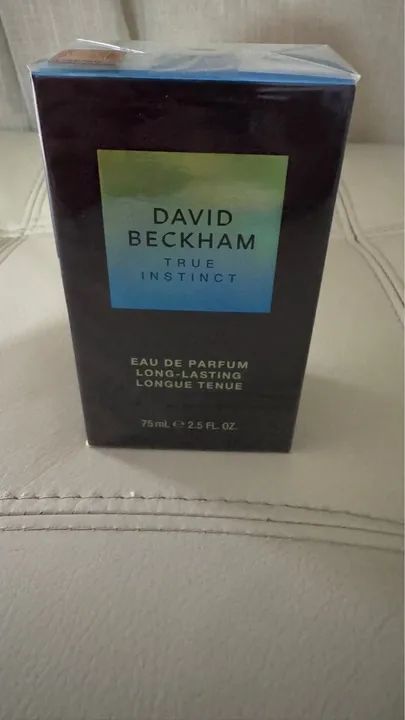 DAVID
BECKHAM
TRUE
INSTINCT
EAU DE PARFUM
LONG-LASTING
LONGUE TENUE
75 mL ℮ 2.5 FL. OZ.